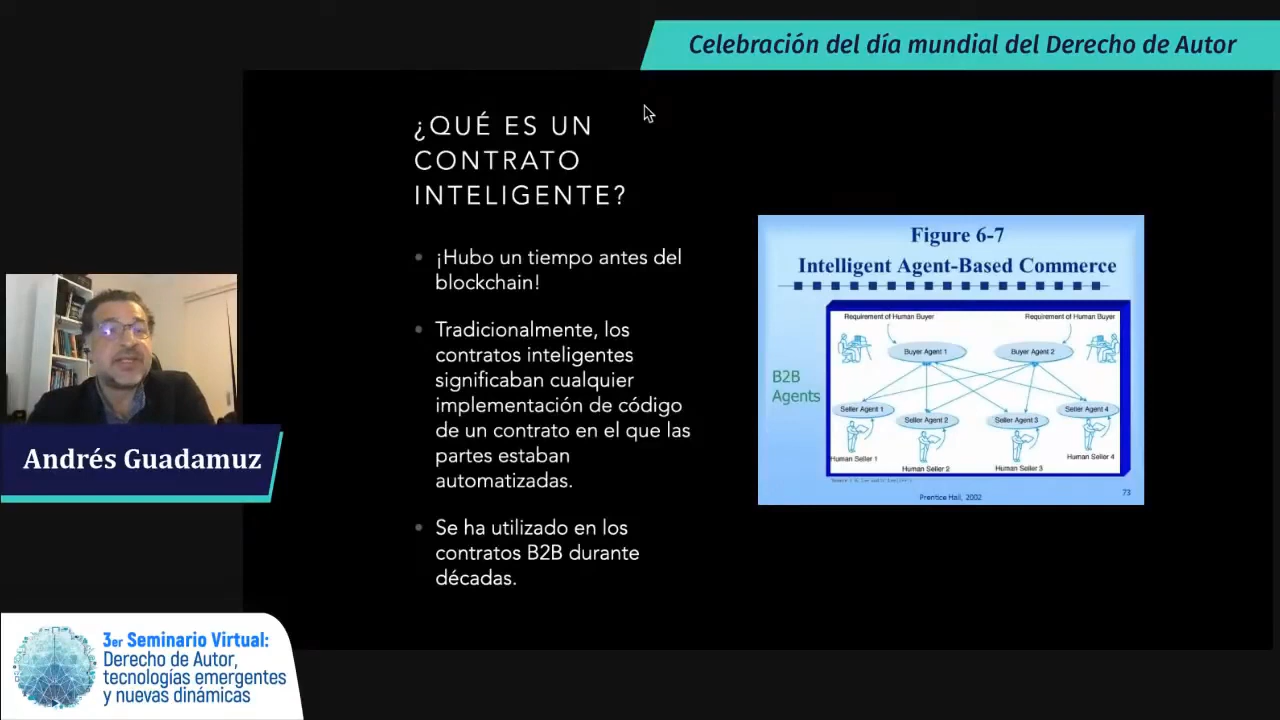 Celebración del día mundial del Derecho de Autor
¿QUÉ ES UN
CONTRATO
INTELIGENTE?
• ¡Hubo un tiempo antes del
blockchain!
• Tradicionalmente, los
contratos inteligentes
significaban cualquier
implementación de código
de un contrato en el que las
partes estaban
automatizadas.
• Se ha utilizado en los
contratos B2B durante
décadas.
Figure 6-7
Intelligent Agent-Based Commerce
Requirement of Human Buyer
Requirement of Human Buyer
Buyer Agent 1
Buyer Agent 2
B2B
Agents
Seller Agent 1
Seller Agent 2
Seller Agent 3
Seller Agent 4
Human Seller 1
Human Seller 2
Human Seller 3
Human Seller 4
Prentice Hall, 2002
73
Andrés Guadamuz
3er Seminario Virtual:
Derecho de Autor,
tecnologías emergentes
y nuevas dinámicas